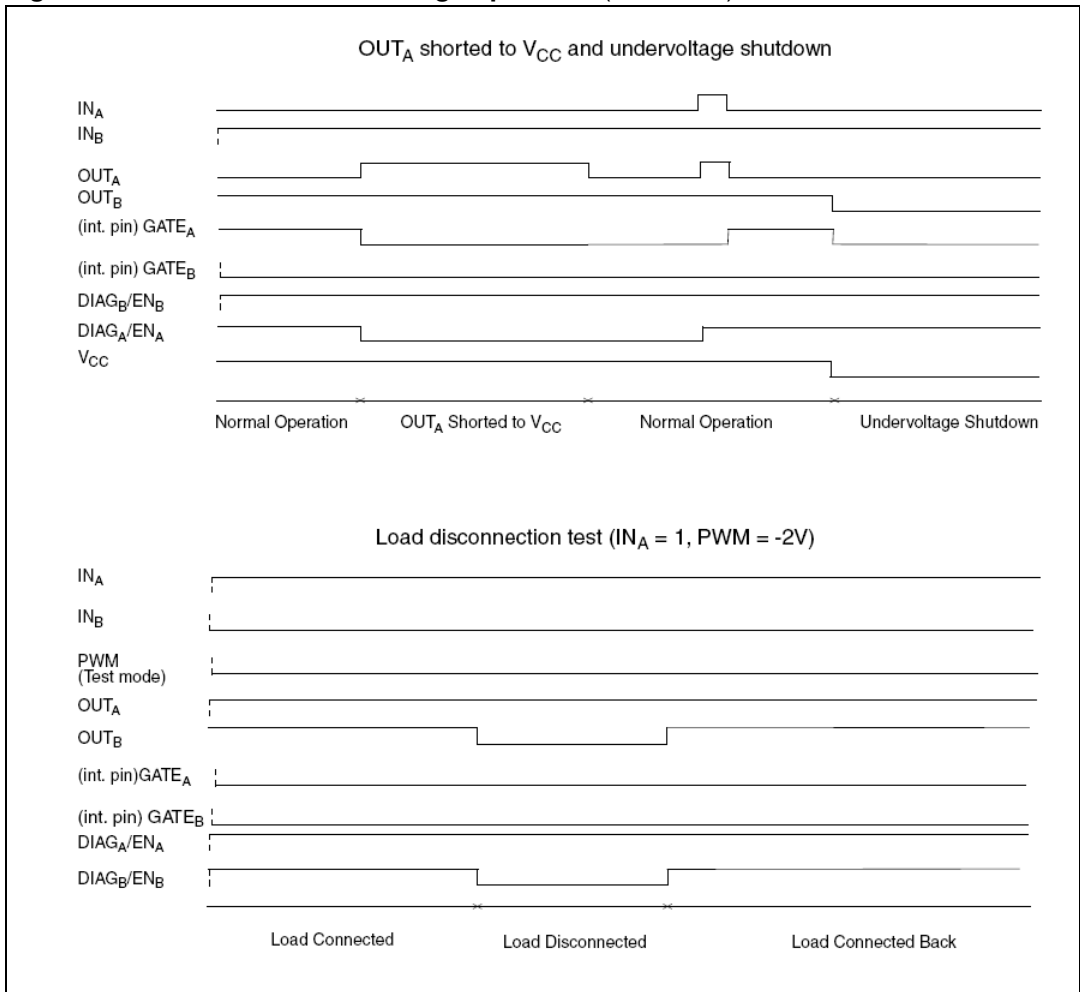 OUTA shorted to VCC and undervoltage shutdown
INA
INB
OUTA
OUTB
(int. pin) GATEA
(int. pin) GATEB
DIAGB/ENB
DIAGA/ENA
VCC
Normal Operation OUTA Shorted to VCC Normal Operation Undervoltage Shutdown
Load disconnection test (INA = 1, PWM = -2V)
INA
INB
PWM
(Test mode)
OUTA
OUTB
(int. pin)GATEA
(int. pin) GATEB
DIAGA/ENA
DIAGB/ENB
Load Connected Load Disconnected Load Connected Back